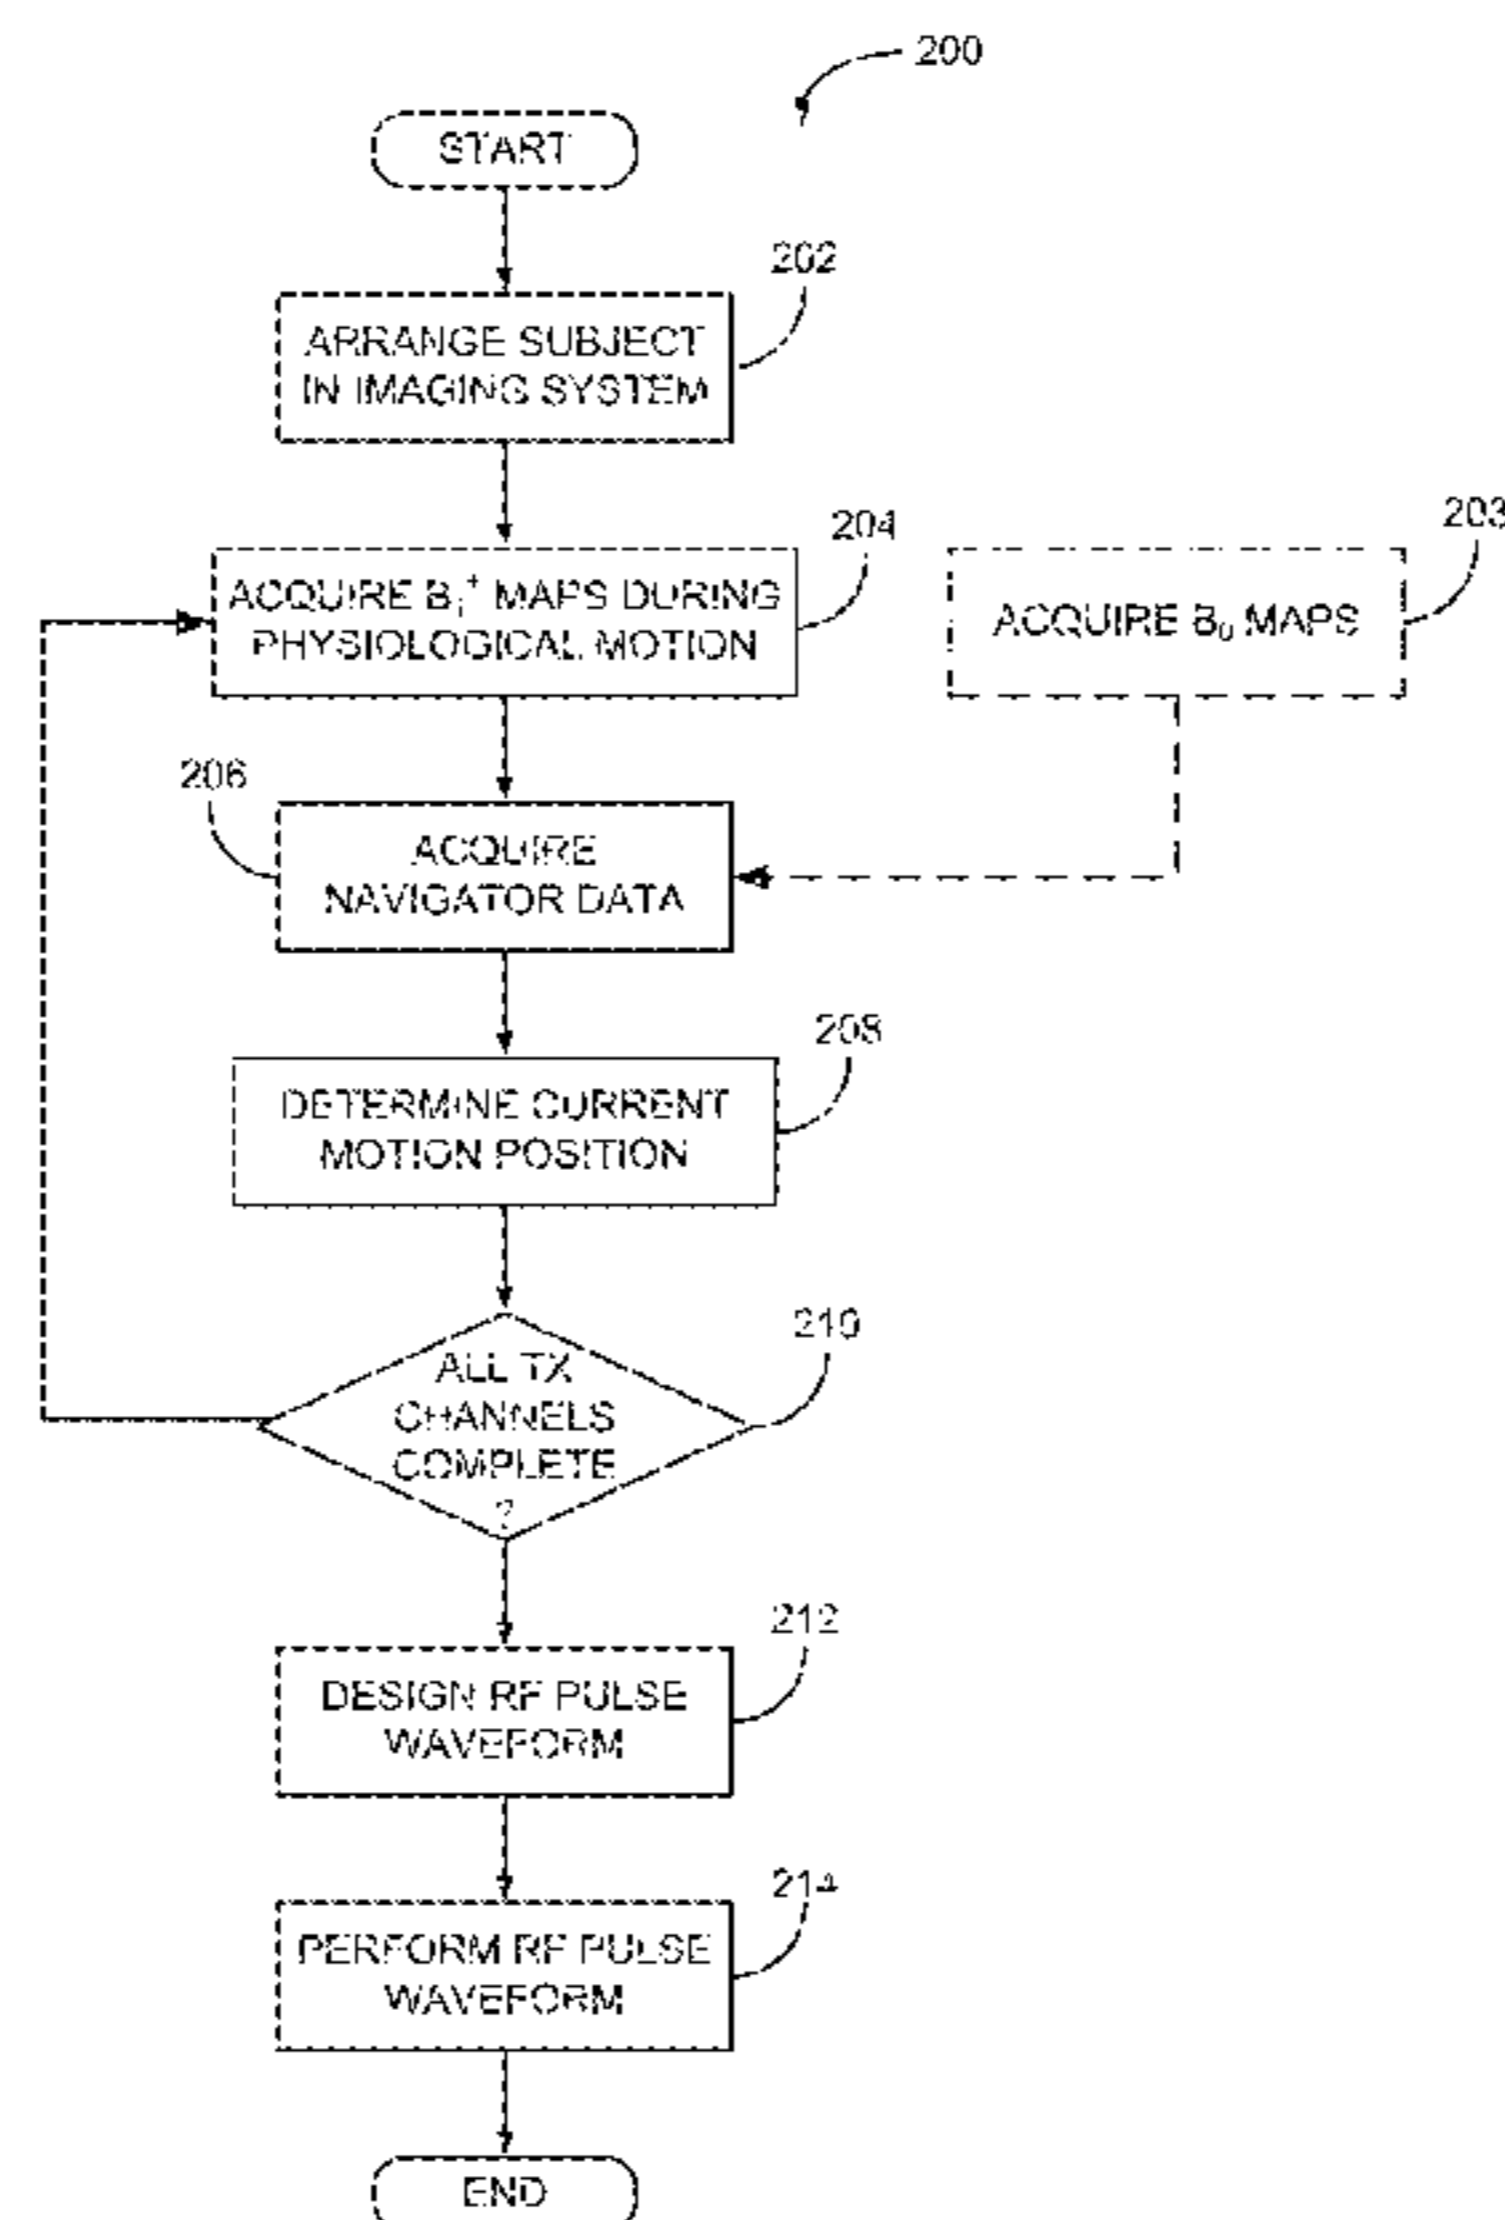 200
START
202
ARRANGE SUBJECT
IN IMAGING SYSTEM
204
203
ACQUIRE B₁⁺ MAPS DURING
PHYSIOLOGICAL MOTION
ACQUIRE B₀ MAPS
206
ACQUIRE
NAVIGATOR DATA
208
DETERMINE CURRENT
MOTION POSITION
210
ALL TX
CHANNELS
COMPLETE
?
212
DESIGN RF PULSE
WAVEFORM
214
PERFORM RF PULSE
WAVEFORM
END